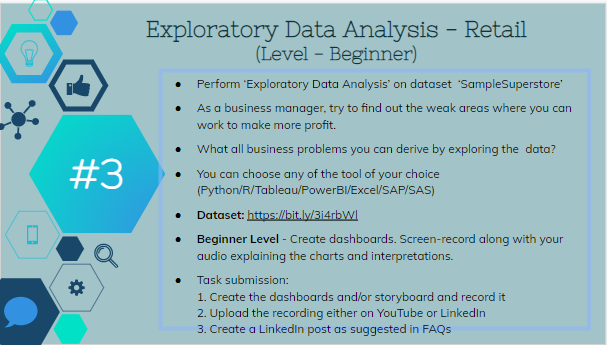 Exploratory Data Analysis - Retail
(Level - Beginner)
#3
● Perform ‘Exploratory Data Analysis’ on dataset ‘SampleSuperstore’
● As a business manager, try to find out the weak areas where you can
work to make more profit.
● What all business problems you can derive by exploring the data?
● You can choose any of the tool of your choice
(Python/R/Tableau/PowerBI/Excel/SAP/SAS)
● Dataset: https://bit.ly/3i4rbWl
● Beginner Level - Create dashboards. Screen-record along with your
audio explaining the charts and interpretations.
● Task submission:
1. Create the dashboards and/or storyboard and record it
2. Upload the recording either on YouTube or LinkedIn
3. Create a LinkedIn post as suggested in FAQs